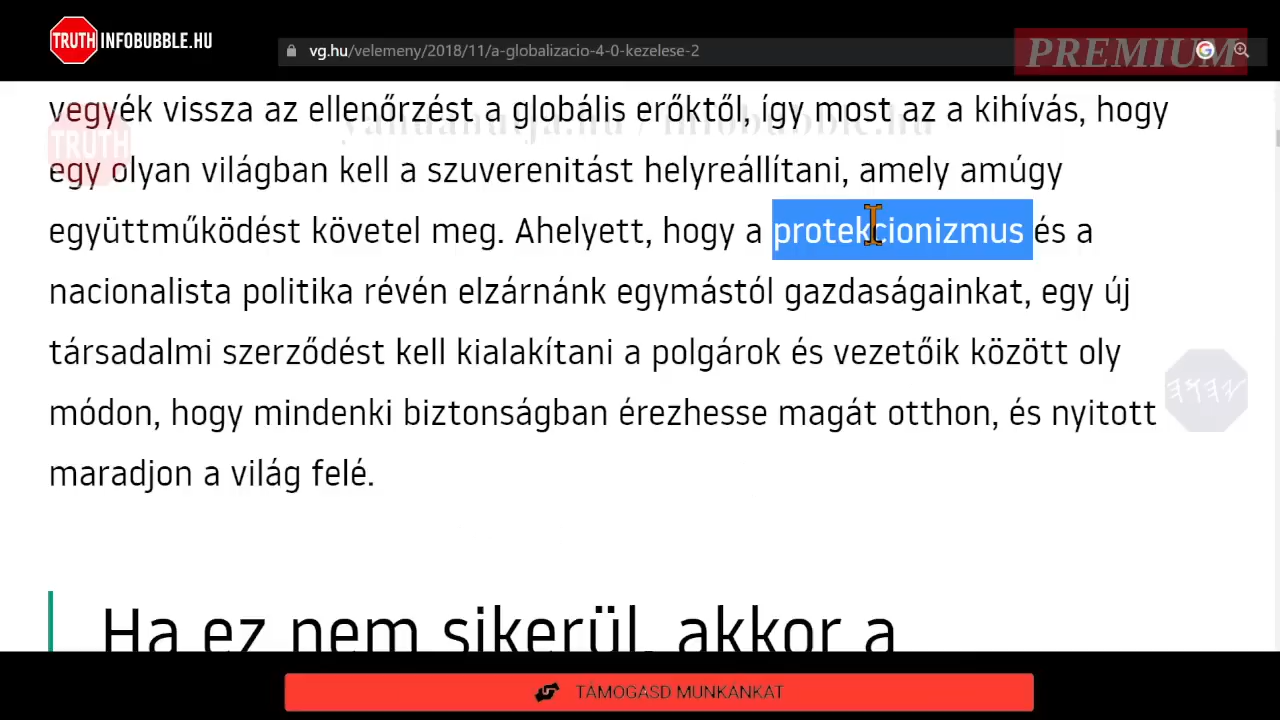 TRUTH INFOBUBBLE.HU
vg.hu/velemeny/2018/11/a-globalizacio-4-0-kezelese-2
PREMIUM
vegyék vissza az ellenőrzést a globális erőktől, így most az a kihívás, hogy
TRUTH
egy olyan világban kell a szuverenitást helyreállítani, amely amúgy
együttműködést követel meg. Ahelyett, hogy a protekcionizmus és a
nacionalista politika révén elzárnánk egymástól gazdaságainkat, egy új
társadalmi szerződést kell kialakítani a polgárok és vezetőik között oly
módon, hogy mindenki biztonságban érezhesse magát otthon, és nyitott
maradjon a világ felé.
Ha ez nem sikerül, akkor a
TÁMOGASD MUNKÁNKAT